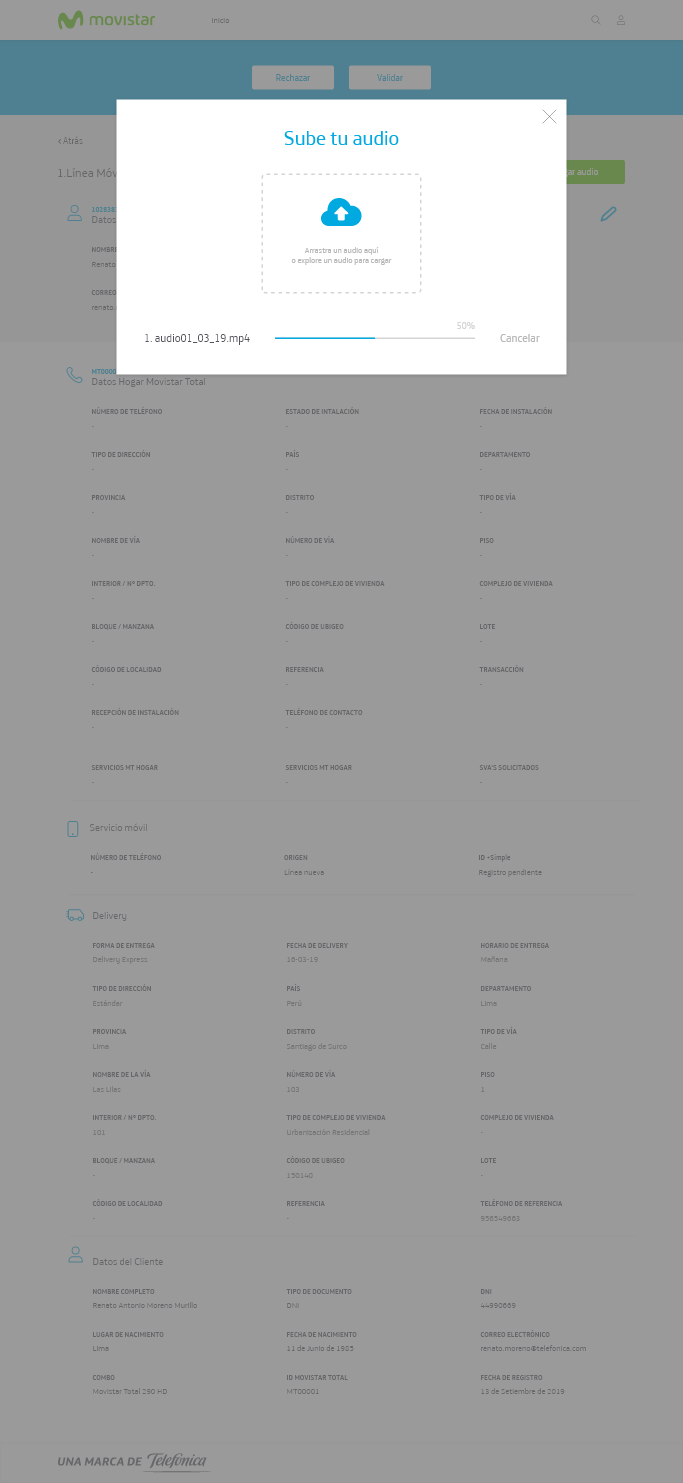 movistar
Inicio
Rechazar
Validar
Sube tu audio
Atrás
1.Línea Móv
gar audio
Datos
NOMBRE
Renato
CORREO
renato.
Arrastra un audio aquí
o explore un audio para cargar
50%
1. audio01_03_19.mp4
Cancelar
MT0000
Datos Hogar Movistar Total
NÚMERO DE TELÉFONO
ESTADO DE INTALACIÓN
FECHA DE INSTALACIÓN
-
-
-
TIPO DE DIRECCIÓN
PAÍS
DEPARTAMENTO
-
-
-
PROVINCIA
DISTRITO
TIPO DE VÍA
-
-
-
NOMBRE DE VÍA
NÚMERO DE VÍA
PISO
-
-
-
INTERIOR / Nº DPTO.
TIPO DE COMPLEJO DE VIVIENDA
COMPLEJO DE VIVIENDA
-
-
-
BLOQUE / MANZANA
CÓDIGO DE UBIGEO
LOTE
-
-
-
CÓDIGO DE LOCALIDAD
REFERENCIA
TRANSACCIÓN
-
-
-
RECEPCIÓN DE INSTALACIÓN
TELÉFONO DE CONTACTO
-
-
SERVICIOS MT HOGAR
SERVICIOS MT HOGAR
SVA'S SOLICITADOS
-
-
-
Servicio móvil
NÚMERO DE TELÉFONO
ORIGEN
ID +Simple
-
Línea nueva
Registro pendiente
Delivery
FORMA DE ENTREGA
FECHA DE DELIVERY
HORARIO DE ENTREGA
Delivery Express
16-03-19
Mañana
TIPO DE DIRECCIÓN
PAÍS
DEPARTAMENTO
Estándar
Perú
Lima
PROVINCIA
DISTRITO
TIPO DE VÍA
Lima
Santiago de Surco
Calle
NOMBRE DE LA VÍA
NÚMERO DE VÍA
PISO
Las Lilas
103
1
INTERIOR / Nº DPTO.
TIPO DE COMPLEJO DE VIVIENDA
COMPLEJO DE VIVIENDA
101
Urbanización Residencial
-
BLOQUE / MANZANA
CÓDIGO DE UBIGEO
LOTE
-
150140
-
CÓDIGO DE LOCALIDAD
REFERENCIA
TELÉFONO DE REFERENCIA
-
-
956549663
Datos del Cliente
NOMBRE COMPLETO
TIPO DE DOCUMENTO
DNI
Renato Antonio Moreno Murillo
DNI
44990669
LUGAR DE NACIMIENTO
FECHA DE NACIMIENTO
CORREO ELECTRÓNICO
Lima
11 de Junio de 1985
renato.moreno@telefonica.com
COMBO
ID MOVISTAR TOTAL
FECHA DE REGISTRO
Movistar Total 290 HD
MT00001
13 de Setiembre de 2019
UNA MARCA DE Telefónica